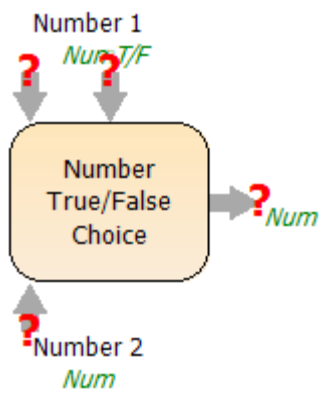 Number 1
Num T/F
? ?
Number
True/False
Choice
?
Num
?
Number 2
Num